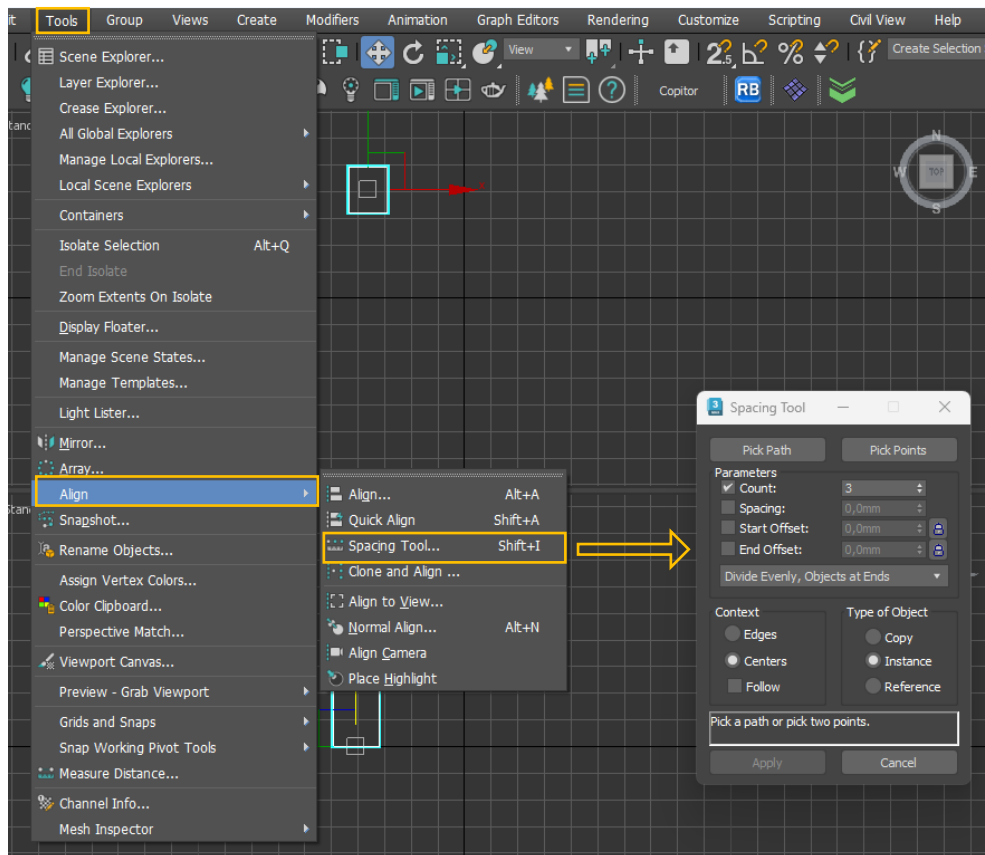 it Tools Group Views Create Modifiers Animation Graph Editors Rendering Customize Scripting Civil View Help
View 2.5 % Create Selection
Copitor RB
Scene Explorer...
Layer Explorer...
Crease Explorer...
All Global Explorers
Manage Local Explorers...
Local Scene Explorers
Containers
Isolate Selection Alt+Q
End Isolate
Zoom Extents On Isolate
Display Floater...
Manage Scene States...
Manage Templates...
Light Lister...
Mirror...
Array...
Align
Snapshot...
Rename Objects...
Assign Vertex Colors...
Color Clipboard...
Perspective Match...
Viewport Canvas...
Preview - Grab Viewport
Grids and Snaps
Snap Working Pivot Tools
Measure Distance...
Channel Info...
Mesh Inspector
Align... Alt+A
Quick Align Shift+A
Spacing Tool... Shift+I
Clone and Align ...
Align to View...
Normal Align... Alt+N
Align Camera
Place Highlight
N
W TOP E
S
3 Spacing Tool
Pick Path Pick Points
Parameters
Count: 3
Spacing: 0,0mm
Start Offset: 0,0mm
End Offset: 0,0mm
Divide Evenly, Objects at Ends
Context Type of Object
Edges Copy
Centers Instance
Follow Reference
Pick a path or pick two points.
Apply Cancel